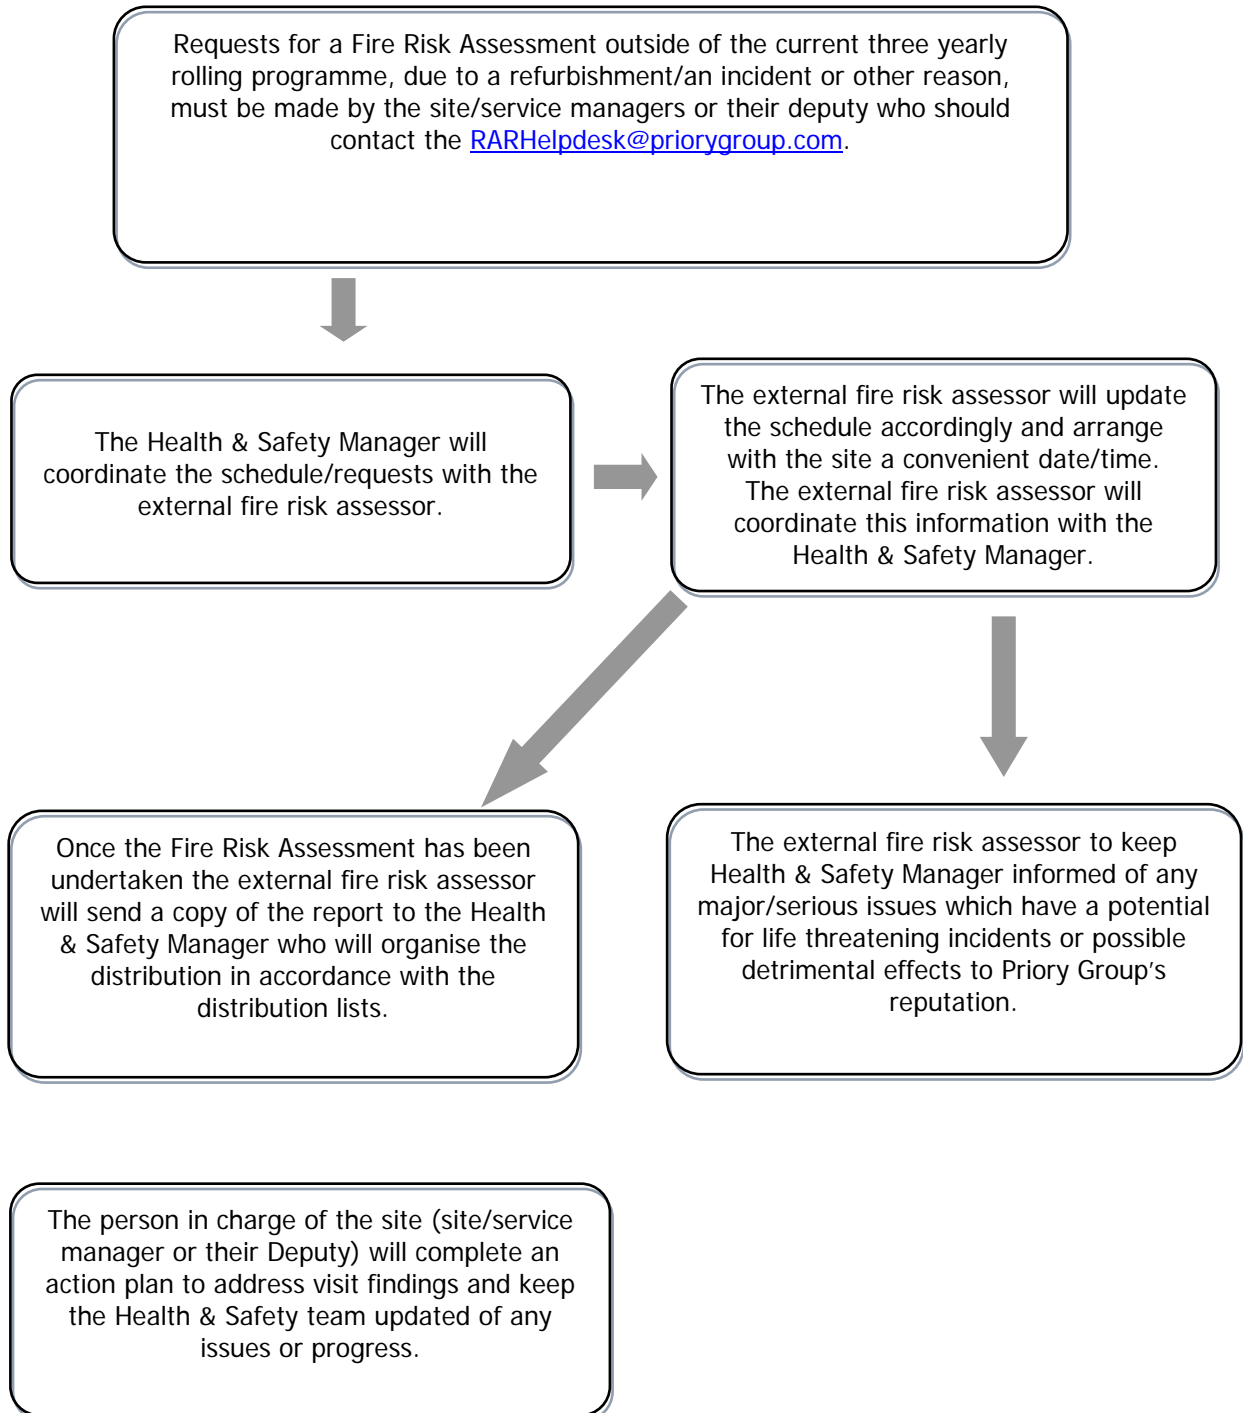 Requests for a Fire Risk Assessment outside of the current three yearly
rolling programme, due to a refurbishment/an incident or other reason,
must be made by the site/service managers or their deputy who should
contact the RARHelpdesk@priorygroup.com.
The Health & Safety Manager will
coordinate the schedule/requests with the
external fire risk assessor.
The external fire risk assessor will update
the schedule accordingly and arrange
with the site a convenient date/time.
The external fire risk assessor will
coordinate this information with the
Health & Safety Manager.
Once the Fire Risk Assessment has been
undertaken the external fire risk assessor
will send a copy of the report to the Health
& Safety Manager who will organise the
distribution in accordance with the
distribution lists.
The external fire risk assessor to keep
Health & Safety Manager informed of any
major/serious issues which have a potential
for life threatening incidents or possible
detrimental effects to Priory Group's
reputation.
The person in charge of the site (site/service
manager or their Deputy) will complete an
action plan to address visit findings and keep
the Health & Safety team updated of any
issues or progress.